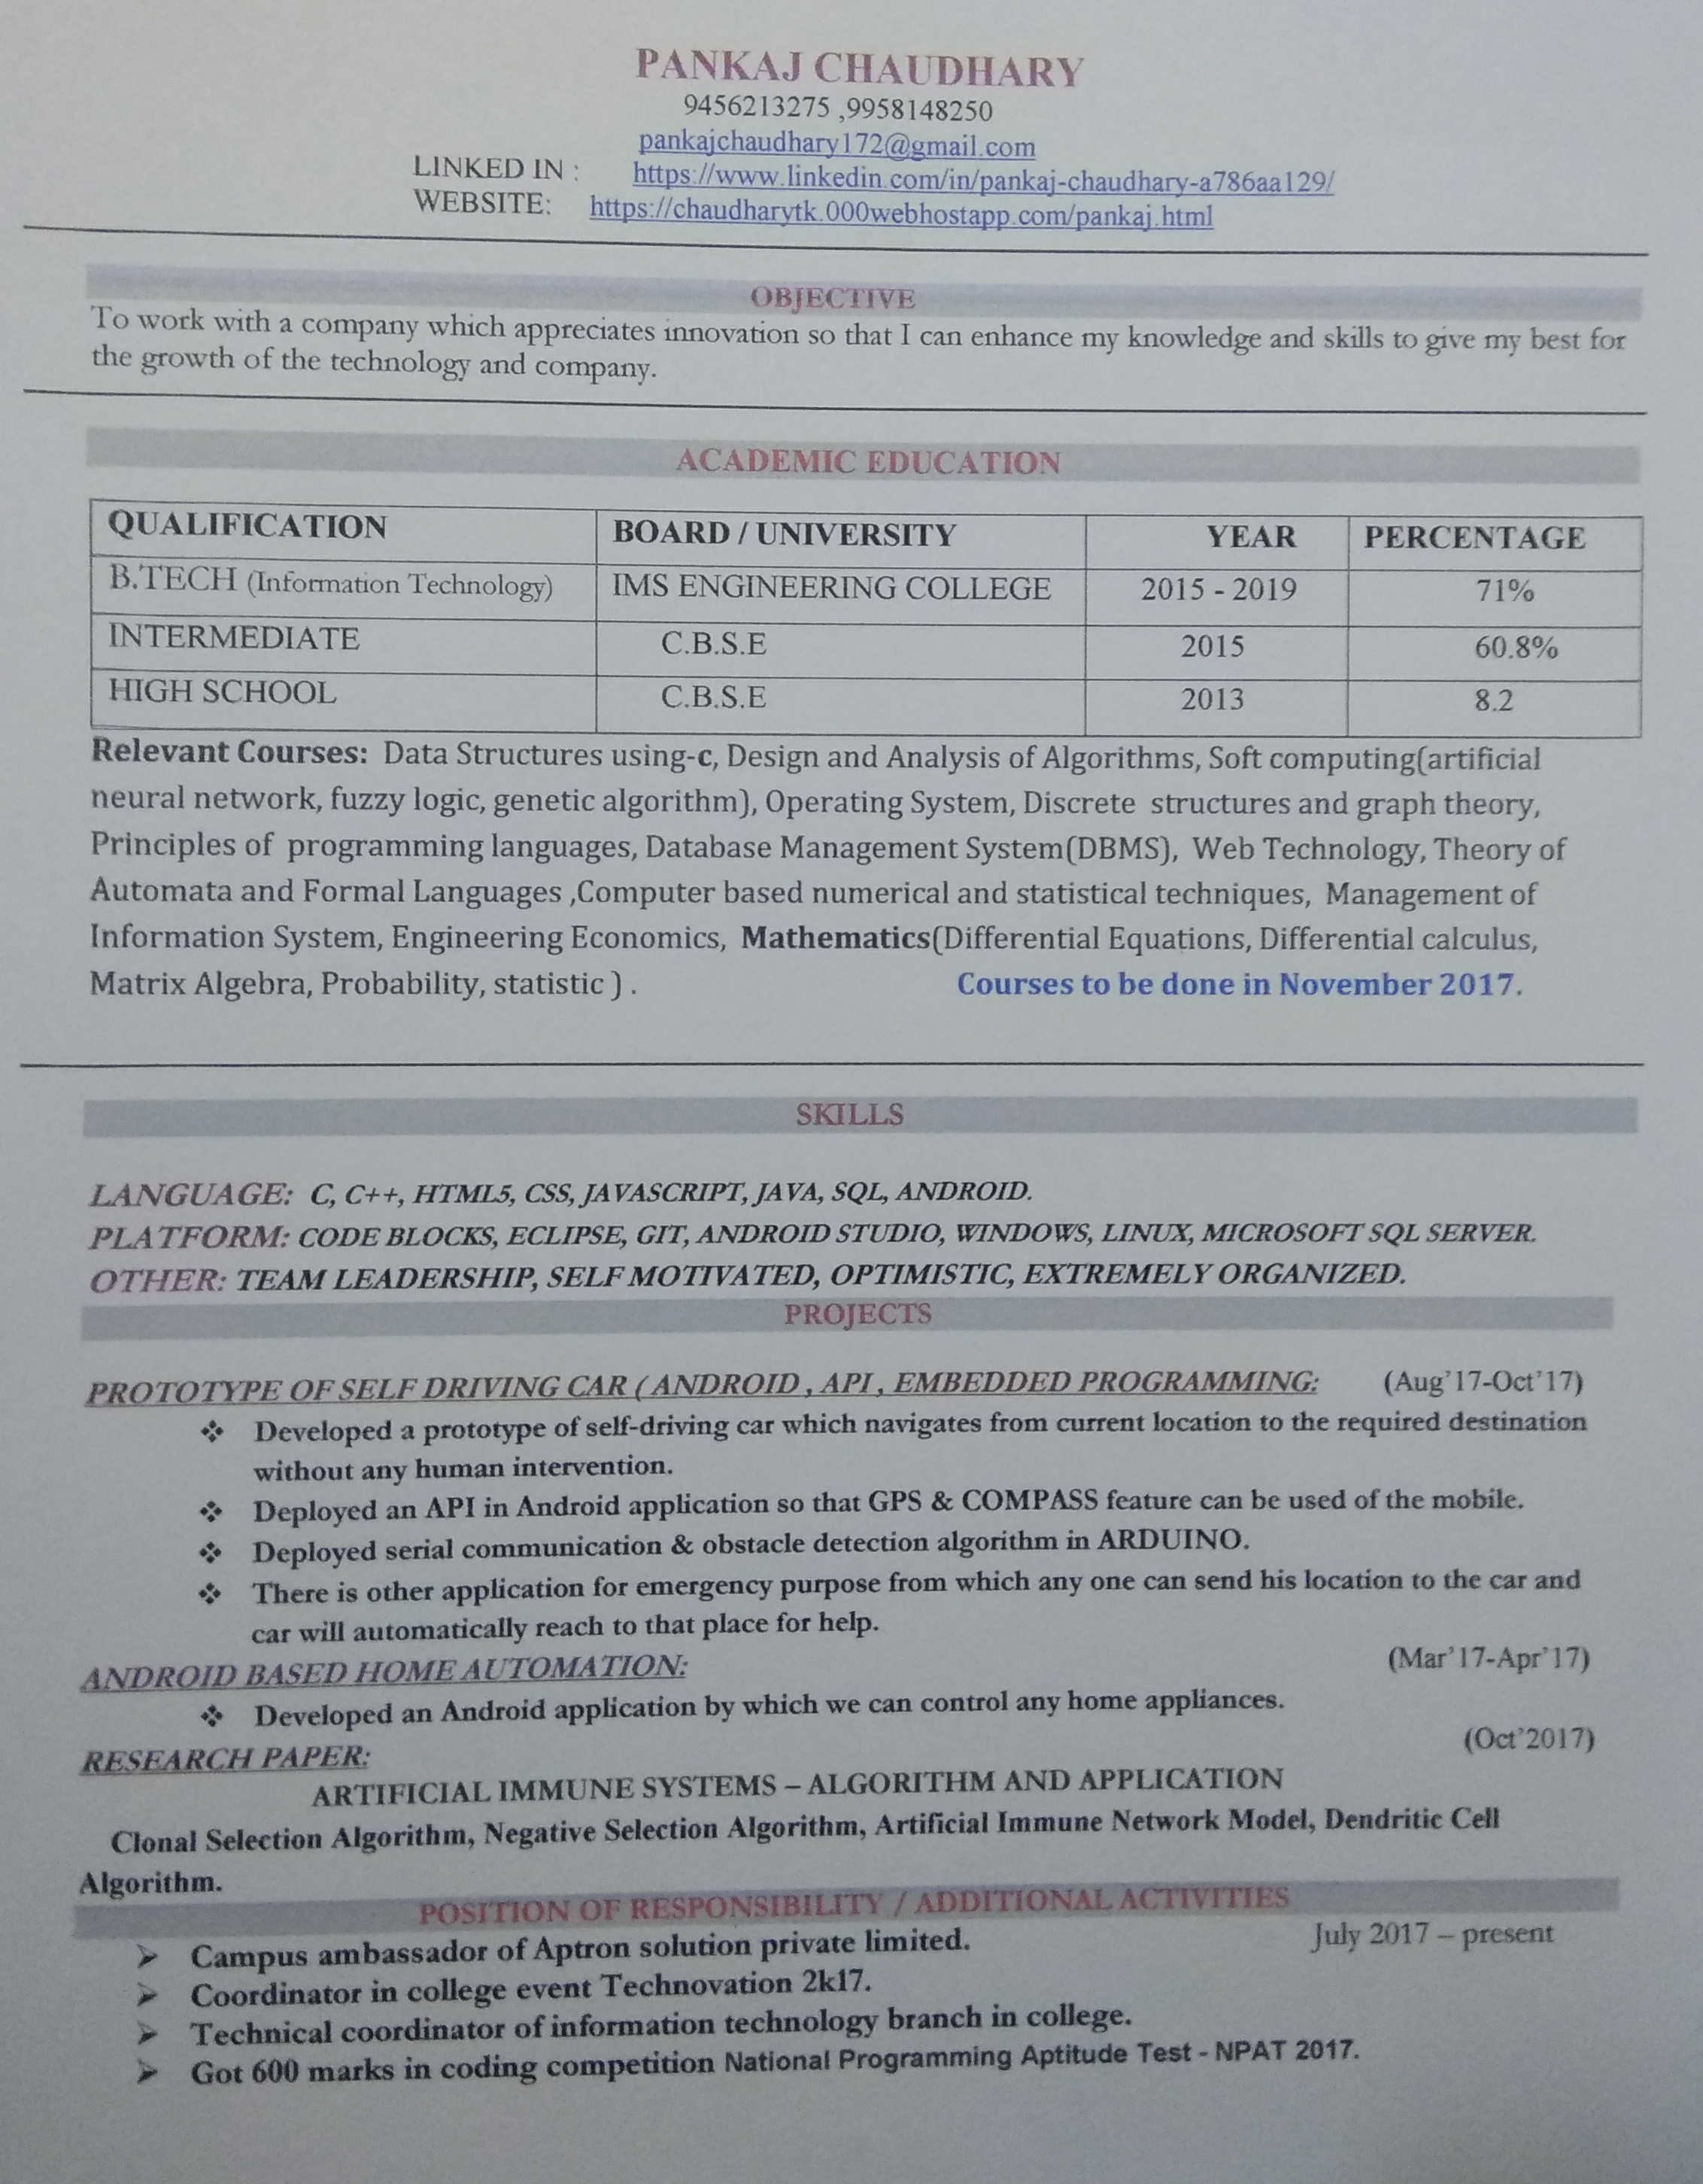 PANKAJ CHAUDHARY
9456213275 ,9958148250
pankajchaudhary172@gmail.com
LINKED IN : https://www.linkedin.com/in/pankaj-chaudhary-a786aa129/
WEBSITE: https://chaudharytk.000webhostapp.com/pankaj.html
OBJECTIVE
To work with a company which appreciates innovation so that I can enhance my knowledge and skills to give my best for
the growth of the technology and company.
ACADEMIC EDUCATION
QUALIFICATION BOARD / UNIVERSITY YEAR PERCENTAGE
B.TECH (Information Technology) IMS ENGINEERING COLLEGE 2015 - 2019 71%
INTERMEDIATE C.B.S.E 2015 60.8%
HIGH SCHOOL C.B.S.E 2013 8.2
Relevant Courses: Data Structures using-c, Design and Analysis of Algorithms, Soft computing(artificial
neural network, fuzzy logic, genetic algorithm), Operating System, Discrete structures and graph theory,
Principles of programming languages, Database Management System(DBMS), Web Technology, Theory of
Automata and Formal Languages ,Computer based numerical and statistical techniques, Management of
Information System, Engineering Economics, Mathematics(Differential Equations, Differential calculus,
Matrix Algebra, Probability, statistic ) . Courses to be done in November 2017.
SKILLS
LANGUAGE: C, C++, HTML5, CSS, JAVASCRIPT, JAVA, SQL, ANDROID.
PLATFORM: CODE BLOCKS, ECLIPSE, GIT, ANDROID STUDIO, WINDOWS, LINUX, MICROSOFT SQL SERVER.
OTHER: TEAM LEADERSHIP, SELF MOTIVATED, OPTIMISTIC, EXTREMELY ORGANIZED.
PROJECTS
PROTOTYPE OF SELF DRIVING CAR ( ANDROID , API , EMBEDDED PROGRAMMING: (Aug'17-Oct'17)
❖ Developed a prototype of self-driving car which navigates from current location to the required destination
without any human intervention.
❖ Deployed an API in Android application so that GPS & COMPASS feature can be used of the mobile.
❖ Deployed serial communication & obstacle detection algorithm in ARDUINO.
❖ There is other application for emergency purpose from which any one can send his location to the car and
car will automatically reach to that place for help.
ANDROID BASED HOME AUTOMATION: (Mar'17-Apr'17)
❖ Developed an Android application by which we can control any home appliances.
RESEARCH PAPER: (Oct'2017)
ARTIFICIAL IMMUNE SYSTEMS – ALGORITHM AND APPLICATION
Clonal Selection Algorithm, Negative Selection Algorithm, Artificial Immune Network Model, Dendritic Cell
Algorithm.
POSITION OF RESPONSIBILITY / ADDITIONAL ACTIVITIES
➢ Campus ambassador of Aptron solution private limited. July 2017 – present
➢ Coordinator in college event Technovation 2k17.
➢ Technical coordinator of information technology branch in college.
➢ Got 600 marks in coding competition National Programming Aptitude Test - NPAT 2017.